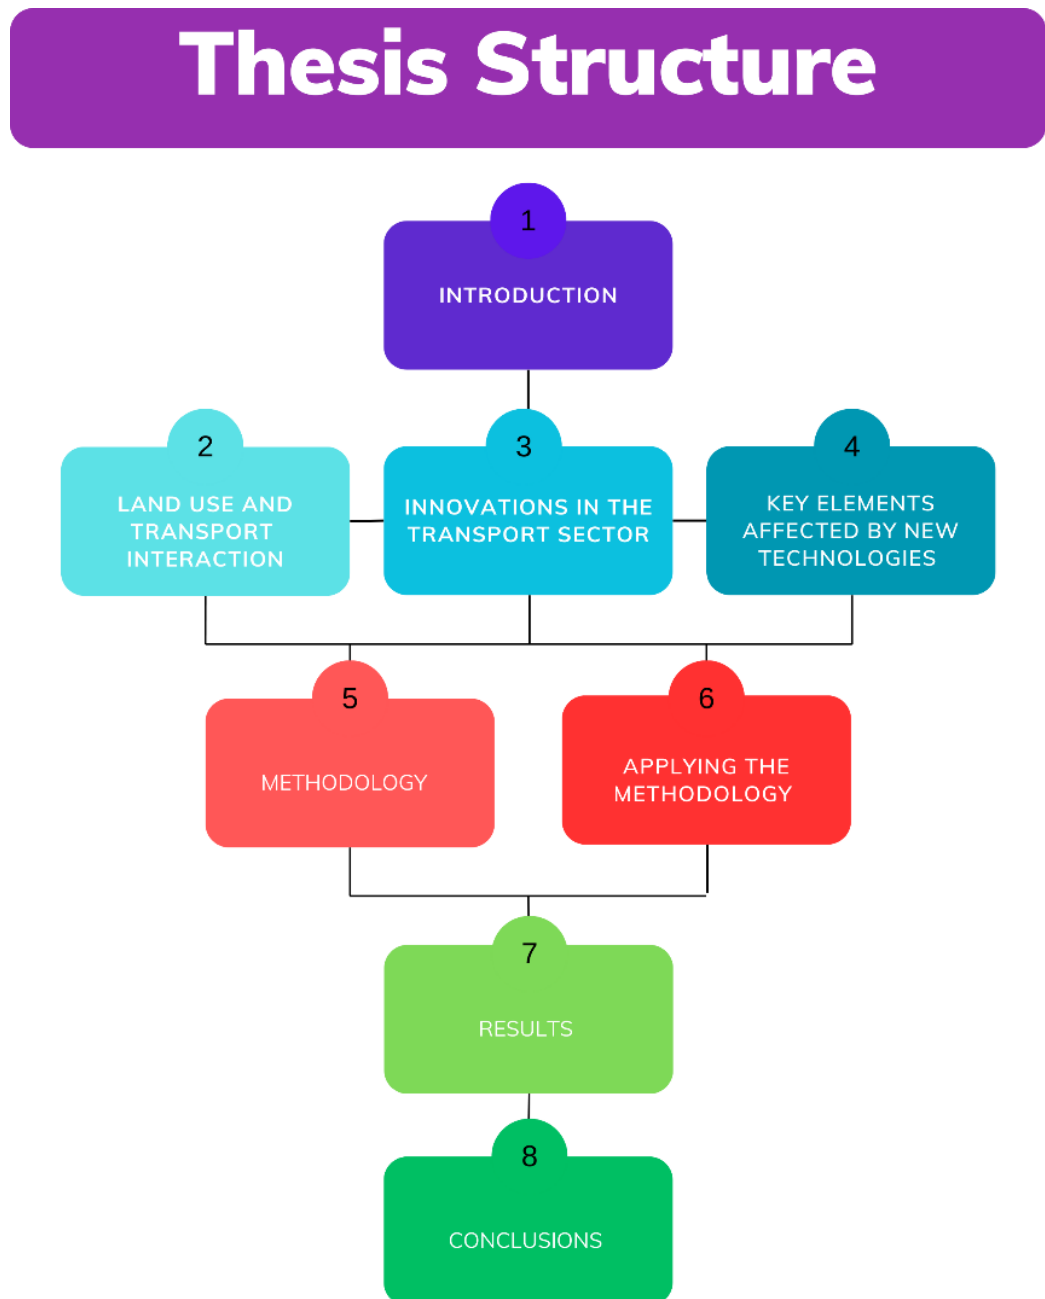 Thesis Structure
1
INTRODUCTION
2
LAND USE AND
TRANSPORT
INTERACTION
3
INNOVATIONS IN THE
TRANSPORT SECTOR
4
KEY ELEMENTS
AFFECTED BY NEW
TECHNOLOGIES
5
METHODOLOGY
6
APPLYING THE
METHODOLOGY
7
RESULTS
8
CONCLUSIONS